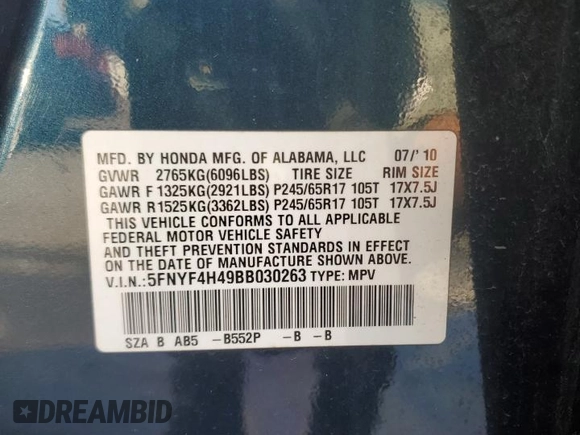 MFD. BY HONDA MFG. OF ALABAMA, LLC 07/' 10
GVWR 2765KG(6096LBS) TIRE SIZE RIM SIZE
GAWR F 1325KG(2921LBS) P245/65R17 105T 17X7.5J
GAWR R1525KG(3362LBS) P245/65R17 105T 17X7.5J
THIS VEHICLE CONFORMS TO ALL APPLICABLE
FEDERAL MOTOR VEHICLE SAFETY
AND THEFT PREVENTION STANDARDS IN EFFECT
ON THE DATE OF MANUFACTURE SHOWN ABOVE.
V.I.N.:5FNYF4H49BB030263 TYPE: MPV
SZA B AB5 -B552P -B -B
DREAMBID